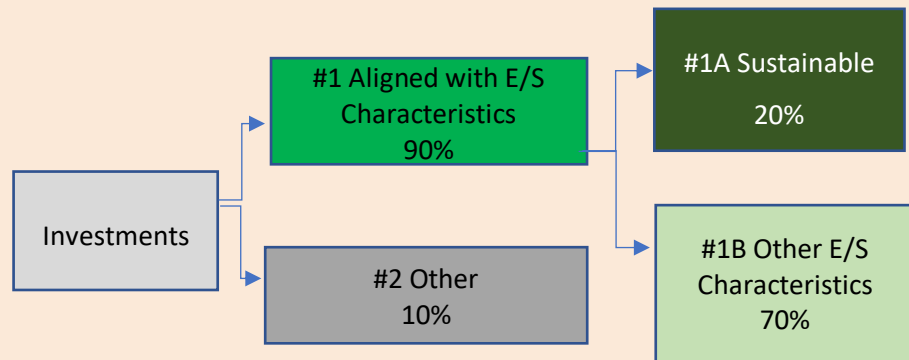 #1 Aligned with E/S
Characteristics
90%
#1A Sustainable
20%
Investments
#2 Other
10%
#1B Other E/S
Characteristics
70%